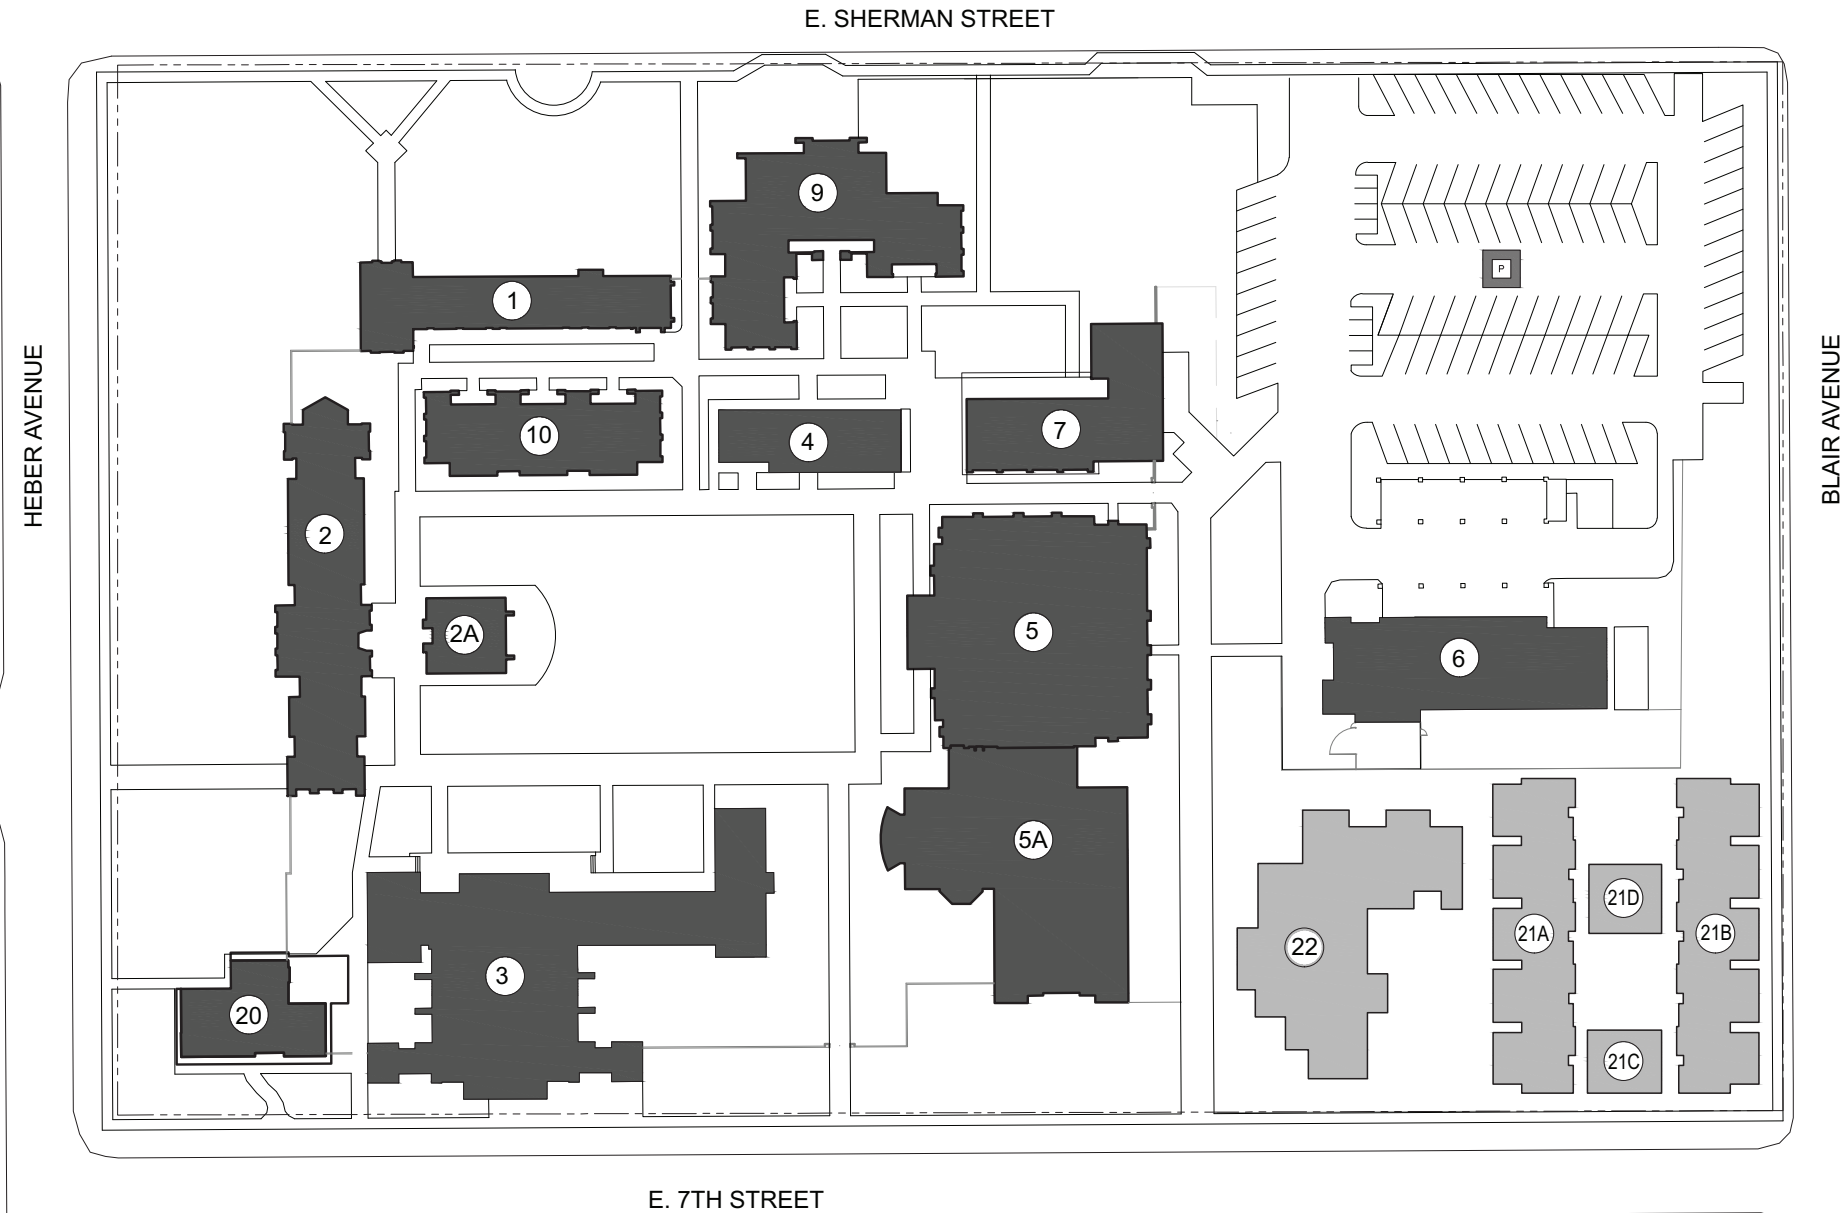 E. SHERMAN STREET
9
P
1
HEBER AVENUE
BLAIR AVENUE
10
4
7
2
2A
5
6
5A
21D
22
21A
21B
3
20
21C
E. 7TH STREET